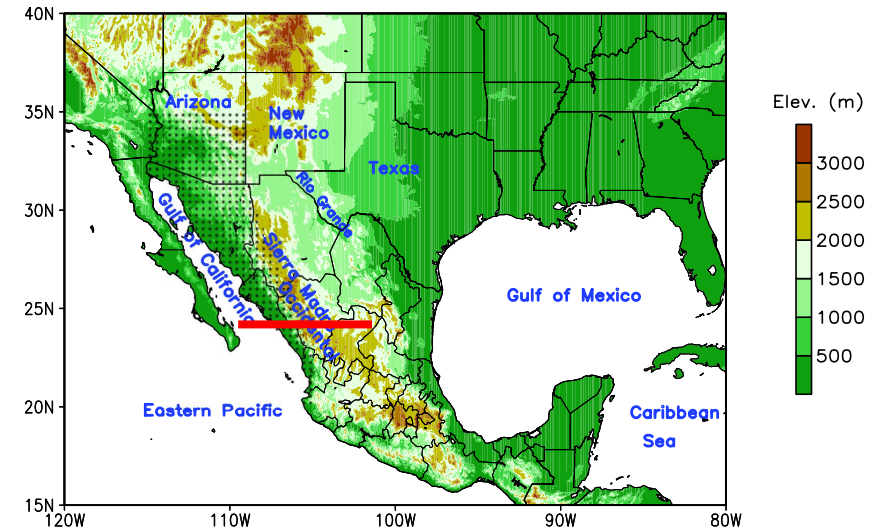 40N
35N
30N
25N
20N
15N
120W
110W
100W
90W
80W
Arizona
New
Mexico
Texas
Rio Grande
Gulf of California
Sierra Madre
Occidental
Gulf of Mexico
Eastern Pacific
Caribbean
Sea
Elev. (m)
3000
2500
2000
1500
1000
500